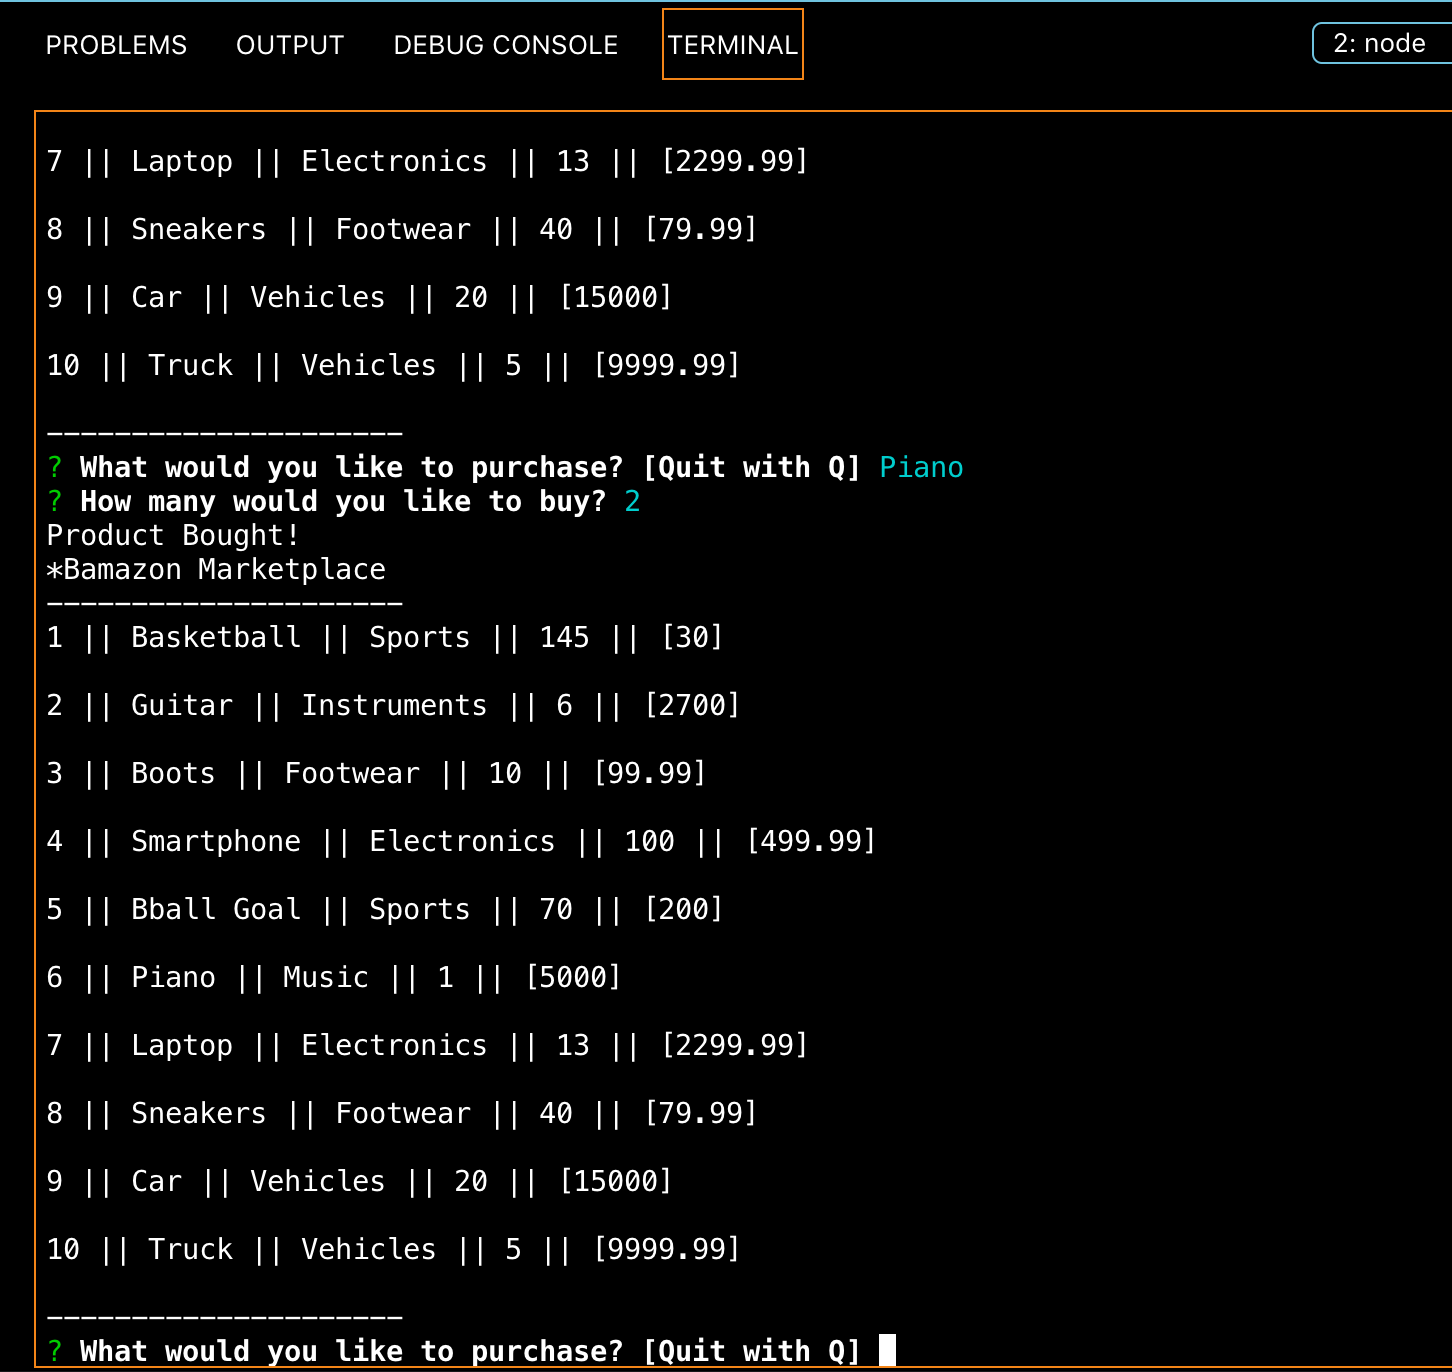 PROBLEMS OUTPUT DEBUG CONSOLE TERMINAL 2: node
7 || Laptop || Electronics || 13 || [2299.99]
8 || Sneakers || Footwear || 40 || [79.99]
9 || Car || Vehicles || 20 || [15000]
10 || Truck || Vehicles || 5 || [9999.99]
---------------------
? What would you like to purchase? [Quit with Q] Piano
? How many would you like to buy? 2
Product Bought!
*Bamazon Marketplace
---------------------
1 || Basketball || Sports || 145 || [30]
2 || Guitar || Instruments || 6 || [2700]
3 || Boots || Footwear || 10 || [99.99]
4 || Smartphone || Electronics || 100 || [499.99]
5 || Bball Goal || Sports || 70 || [200]
6 || Piano || Music || 1 || [5000]
7 || Laptop || Electronics || 13 || [2299.99]
8 || Sneakers || Footwear || 40 || [79.99]
9 || Car || Vehicles || 20 || [15000]
10 || Truck || Vehicles || 5 || [9999.99]
---------------------
? What would you like to purchase? [Quit with Q]